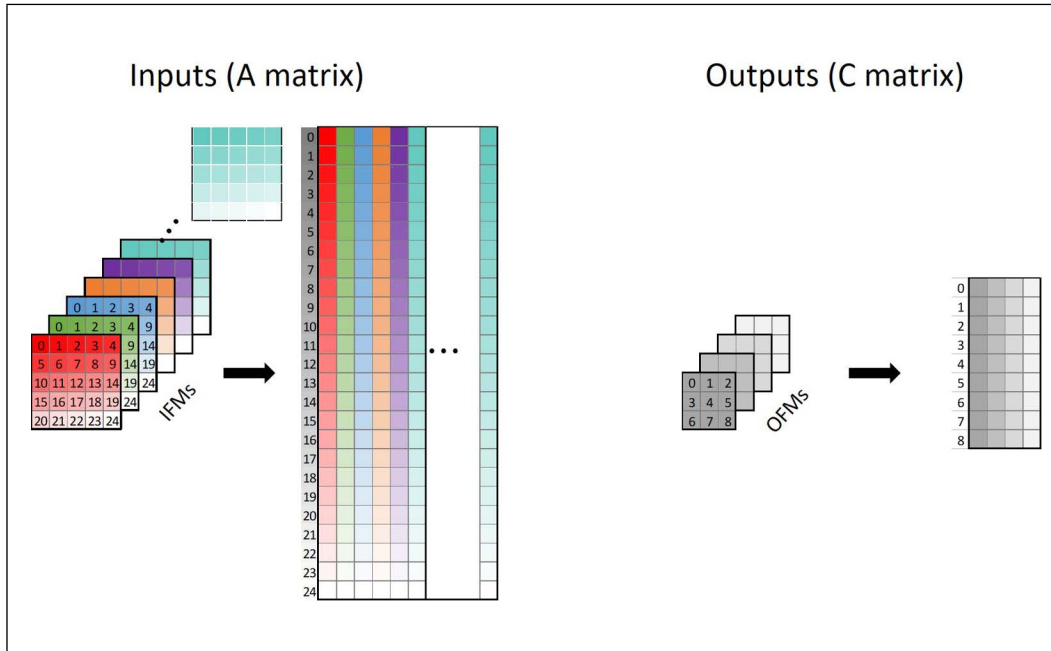 Inputs (A matrix)
Outputs (C matrix)
0 1 2 3 4
0 1 2 3 4 9
0 1 2 3 4 9 14
5 6 7 8 9 14 19
10 11 12 13 14 19 24
15 16 17 18 19 24
20 21 22 23 24
IFMs
0
1
2
3
4
5
6
7
8
9
10
11
12
13
14
15
16
17
18
19
20
21
22
23
24
•••
0 1 2
3 4 5
6 7 8
OFMs
0
1
2
3
4
5
6
7
8